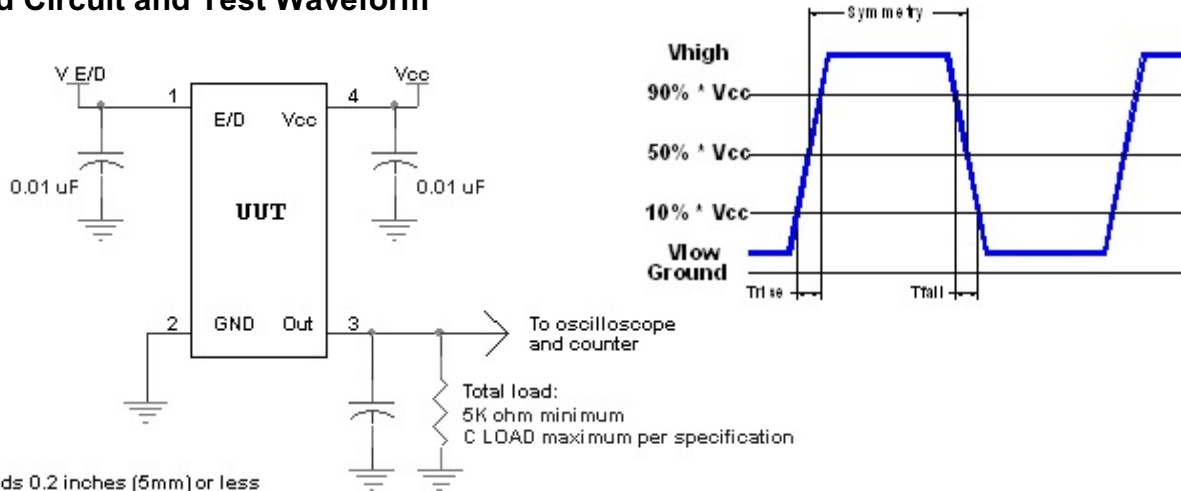 d Circuit and Test Waveform
V E/D
1
4
Vcc
E/D
Vcc
0.01 uF
0.01 uF
UUT
2
GND
Out
3
To oscilloscope
and counter
Total load:
5K ohm minimum
C LOAD maximum per specification
ds 0.2 inches (5mm) or less
Symmetry
Vhigh
90% * Vcc
50% * Vcc
10% * Vcc
Vlow
Ground
Trise
Tfall